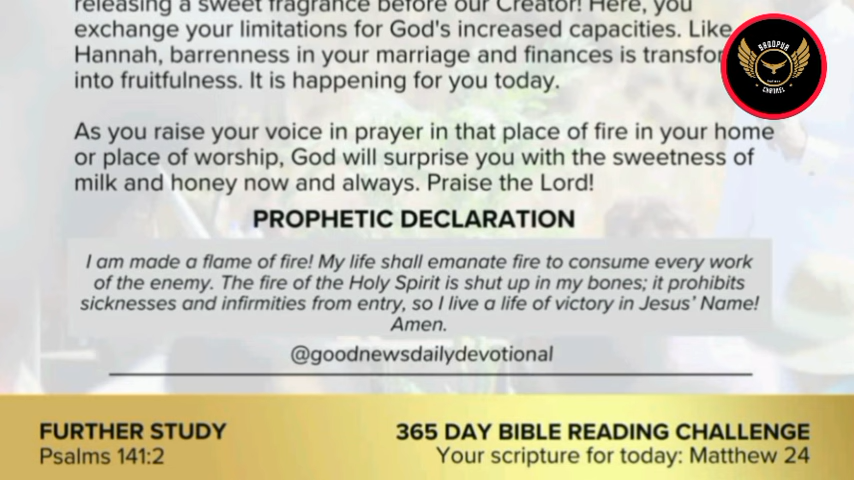 releasing a sweet fragrance before our Creator! Here, you
exchange your limitations for God's increased capacities. Like
Hannah, barrenness in your marriage and finances is transfor
into fruitfulness. It is happening for you today.
As you raise your voice in prayer in that place of fire in your home
or place of worship, God will surprise you with the sweetness of
milk and honey now and always. Praise the Lord!
PROPHETIC DECLARATION
I am made a flame of fire! My life shall emanate fire to consume every work
of the enemy. The fire of the Holy Spirit is shut up in my bones; it prohibits
sicknesses and infirmities from entry, so I live a life of victory in Jesus' Name!
Amen.
@goodnewsdailydevotional
FURTHER STUDY
Psalms 141:2
365 DAY BIBLE READING CHALLENGE
Your scripture for today: Matthew 24